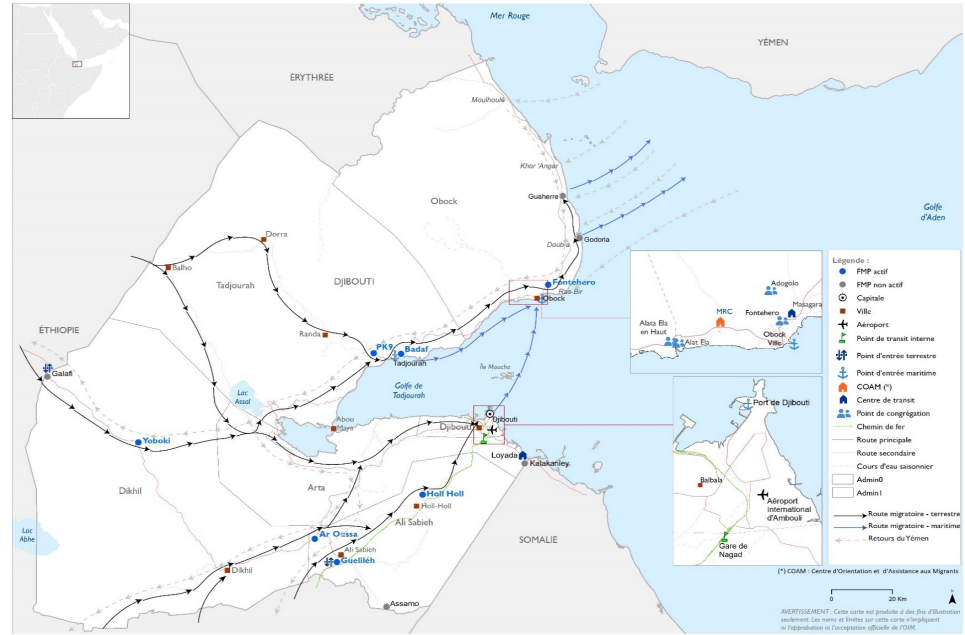 Mer Rouge
YÉMEN
ÉRYTHRÉE
Moulhoulé
Khor 'Angar
Guaherre
Obock
Golfe
d'Aden
Doub a
Godoria
Dorra
Balho
Tadjourah
DJIBOUTI
Fontehero
Ras-Bir
Obock
ÉTHIOPIE
Randa
PK9
Badaf
Tadjourah
Galafi
Île Moucha
Golfe de
Tadjourah
Lac
Assal
Abou
Maya
Djibouti
Djibouti
Yoboki
Loyada
Kalakanley
Dikhil
Arta
Holl Holl
Holl-Holl
Ali Sabieh
Ar Oussa
Ali Sabieh
Gueliléh
SOMALIE
Lac
Abhe
Dikhil
Assamo
Adogolo
MRC
Fontehero
Masagara
Alata Ela
en Haut
Alat Ela
Obock
Ville
Port de Djibouti
Balbala
Aéroport
International
d'Ambouli
Gare de
Nagad
Légende :
FMP actif
FMP non actif
Capitale
Ville
Aéroport
Point de transit interne
Point d'entrée terrestre
Point d'entrée maritime
COAM (*)
Centre de transit
Point de congrégation
Chemin de fer
Route principale
Route secondaire
Cours d'eau saisonnier
Admin0
Admin1
Route migratoire - terrestre
Route migratoire - maritime
Retours du Yémen
(*) COAM : Centre d'Orientation et d'Assistance aux Migrants
0 20 Km
AVERTISSEMENT : Cette carte est produite à des fins d'illustration
seulement. Les noms et limites sur cette carte n'impliquent
ni l'approbation ni l'acceptation officielle de l'OIM.